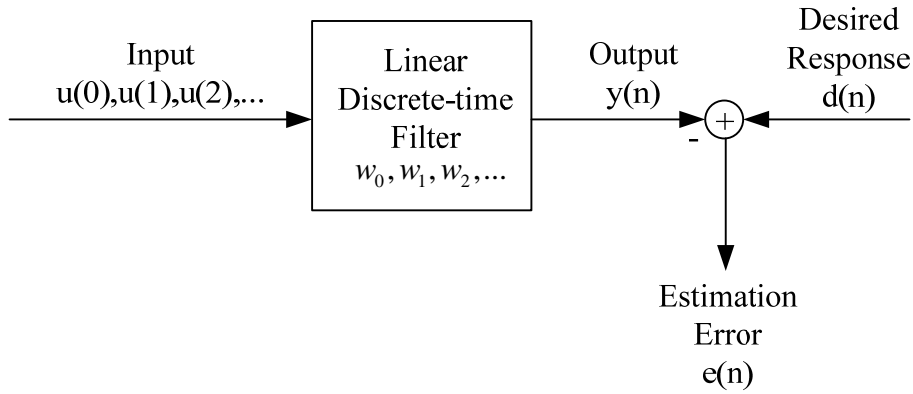 Input
u(0),u(1),u(2),...
Linear
Discrete-time
Filter
w₀, w₁, w₂,...
Output
y(n)
Desired
Response
d(n)
+
-
Estimation
Error
e(n)